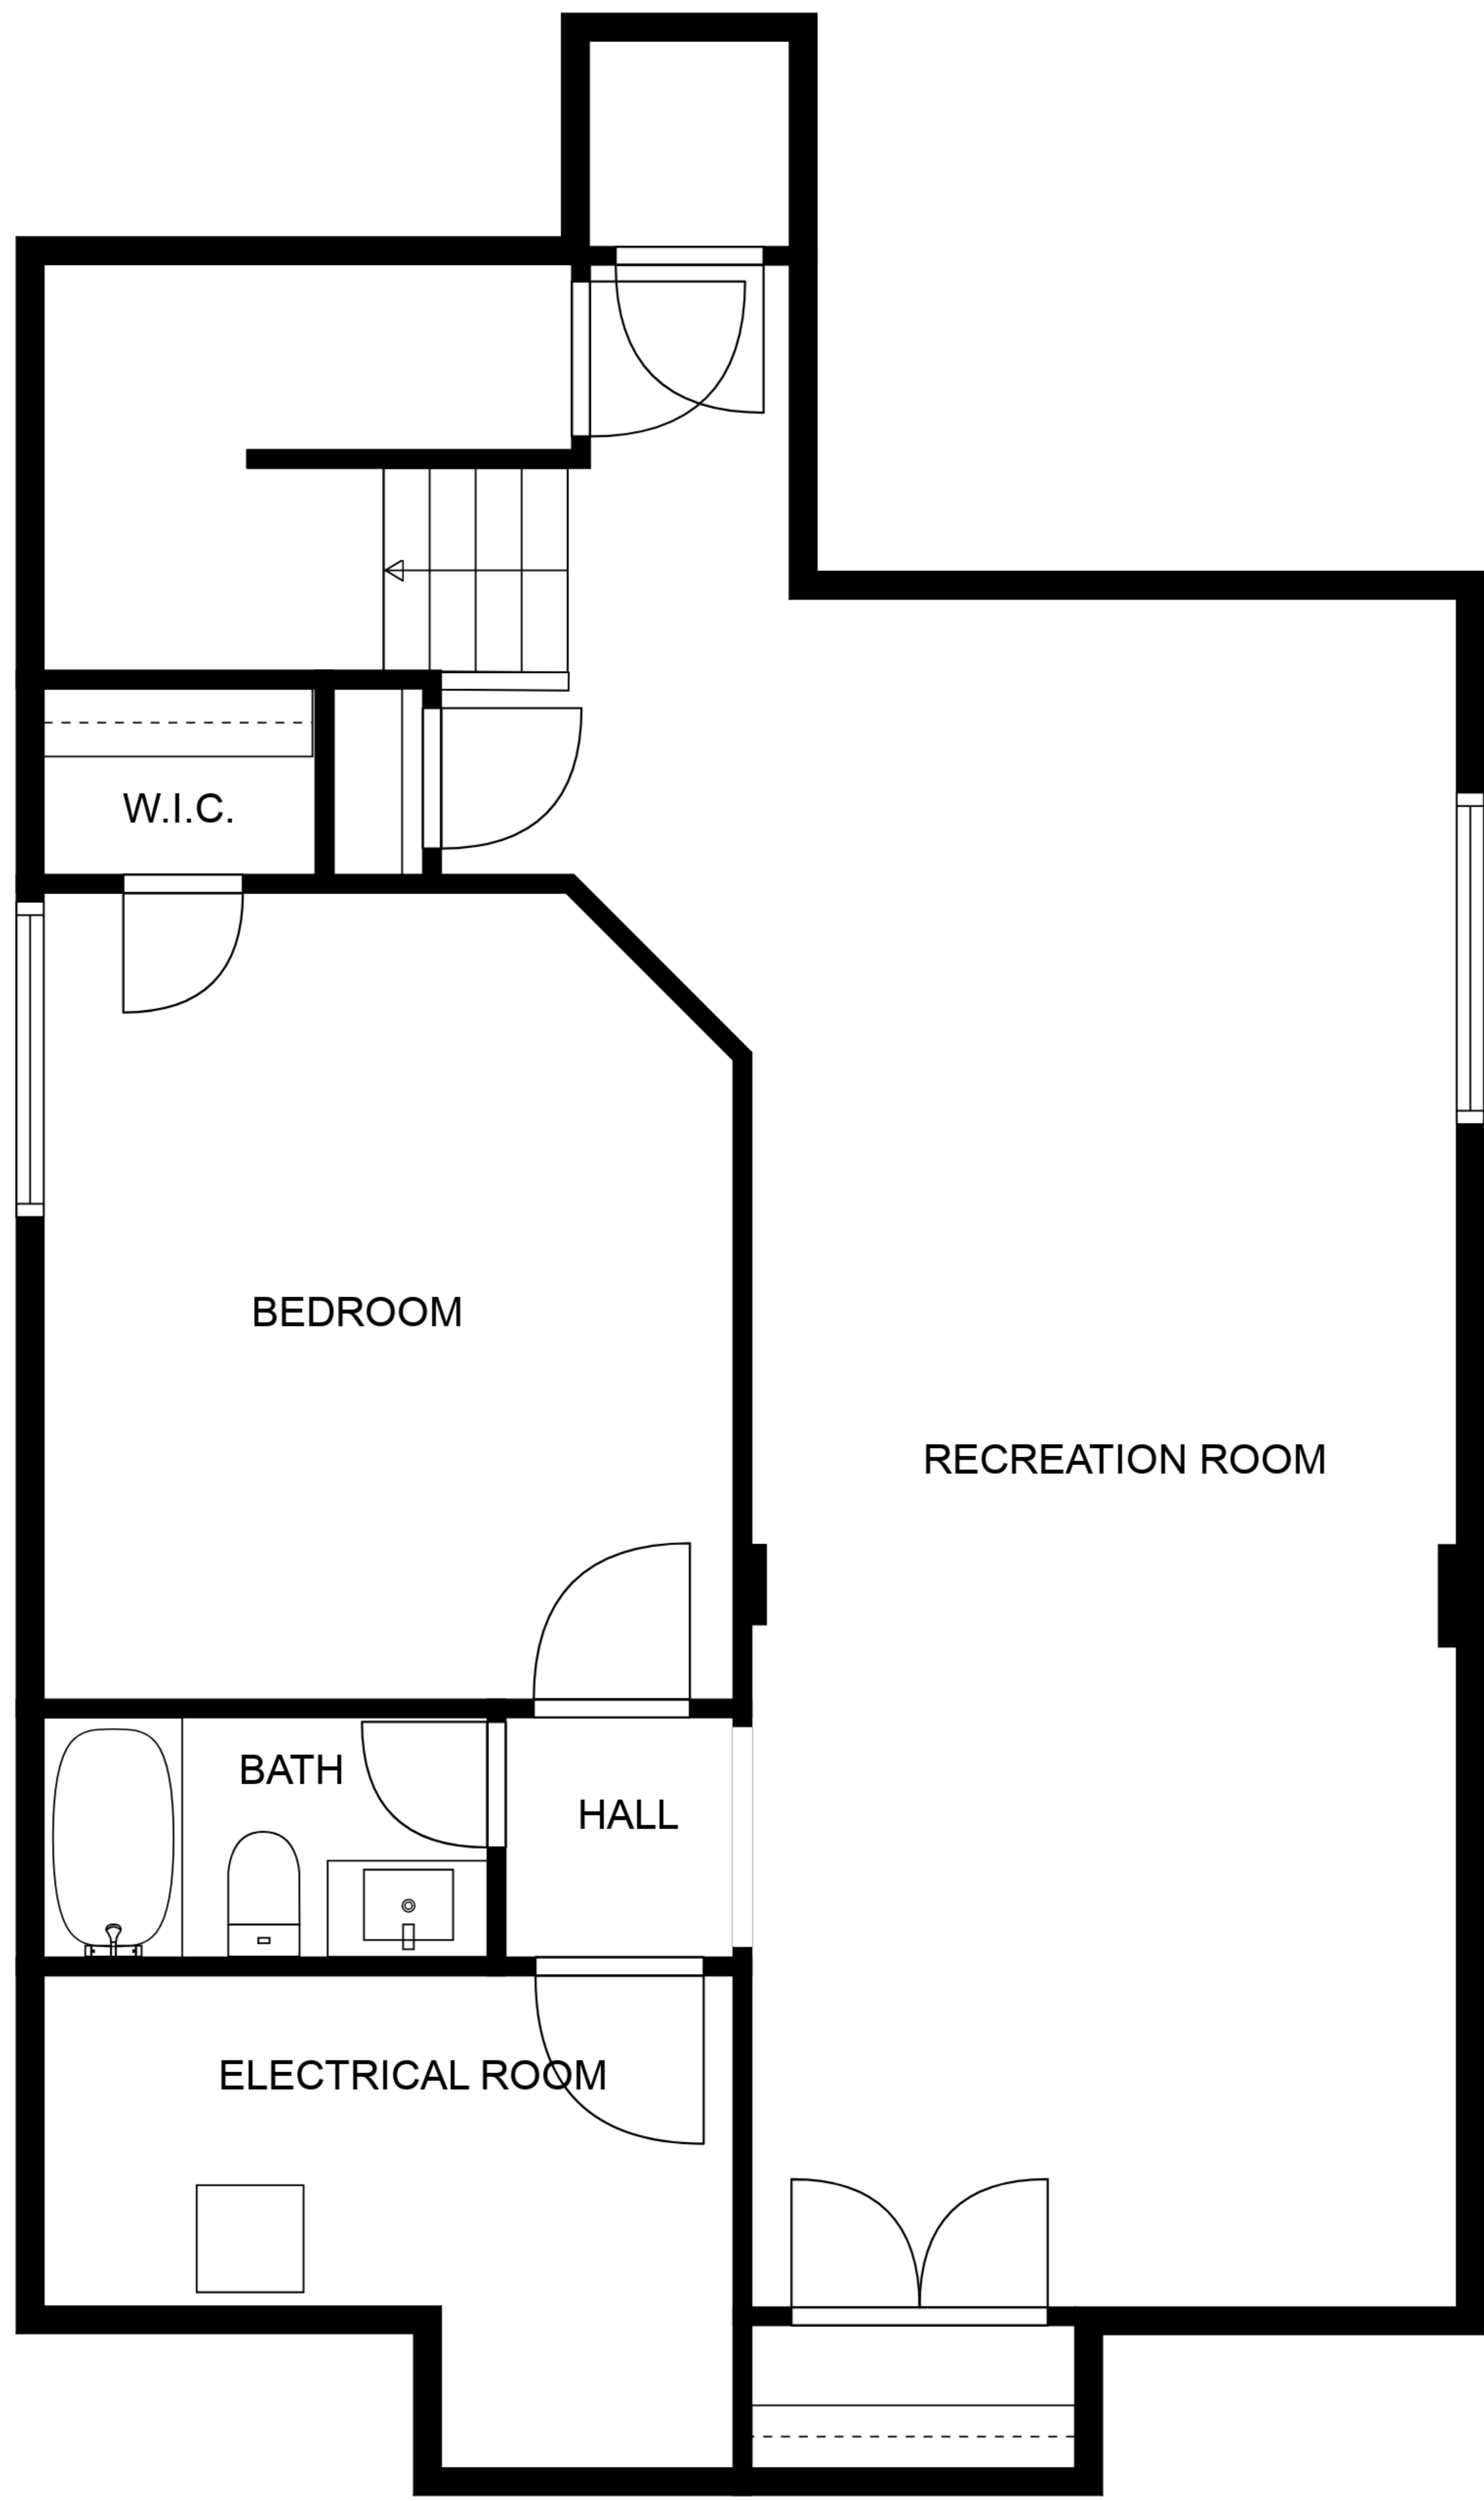 W.I.C.
BEDROOM
RECREATION ROOM
BATH
HALL
ELECTRICAL ROOM